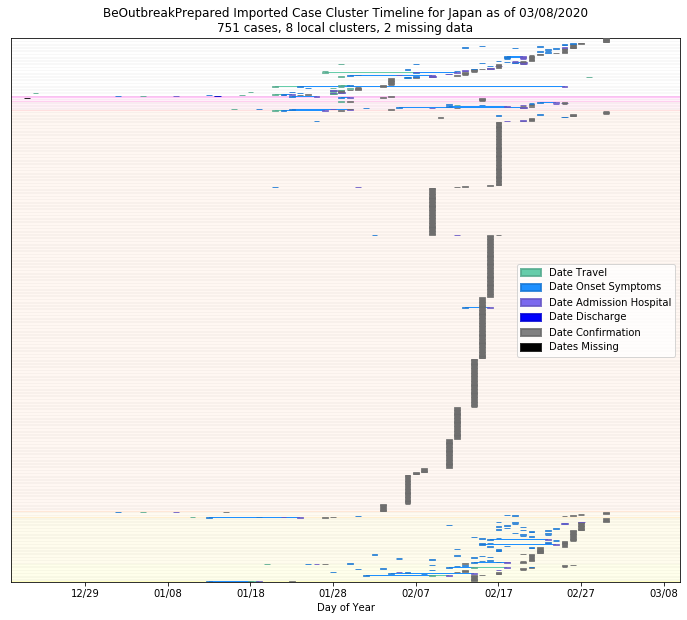 BeOutbreakPrepared Imported Case Cluster Timeline for Japan as of 03/08/2020
751 cases, 8 local clusters, 2 missing data
Date Travel
Date Onset Symptoms
Date Admission Hospital
Date Discharge
Date Confirmation
Dates Missing
12/29 01/08 01/18 01/28 02/07 02/17 02/27 03/08
Day of Year